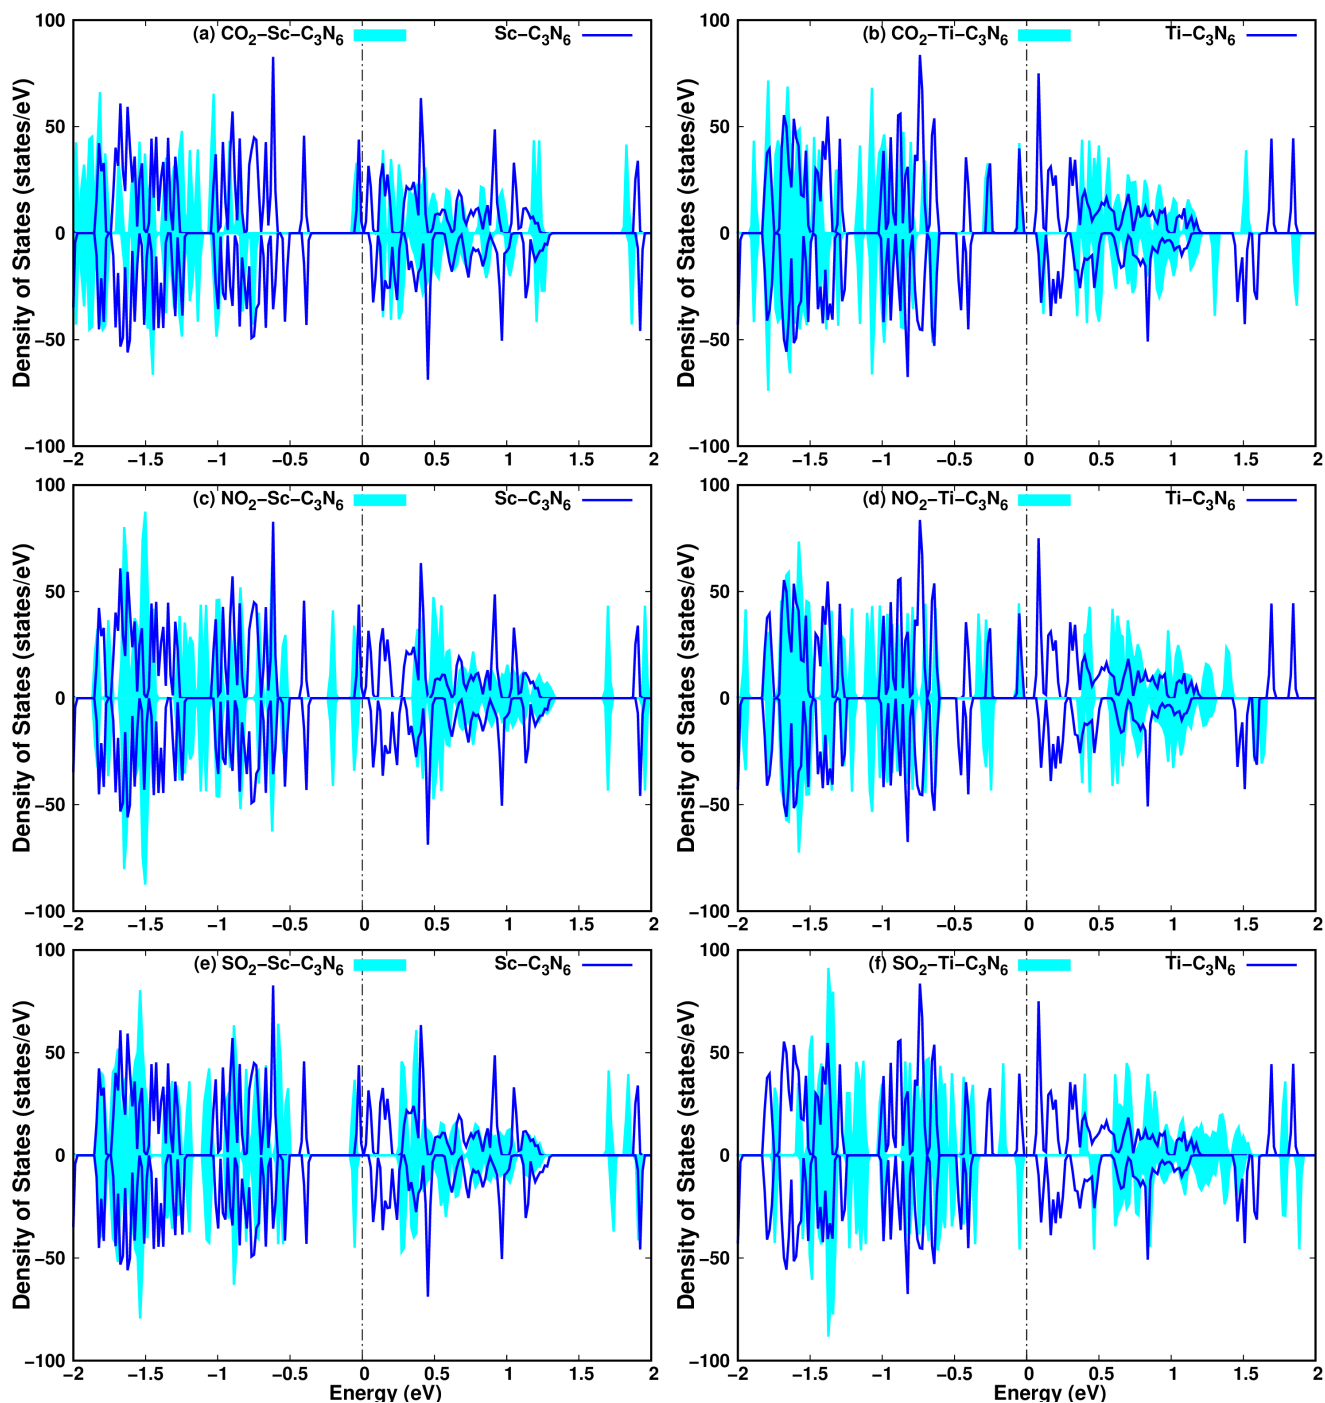 (a) CO₂–Sc–C₃N₆ Sc–C₃N₆
(b) CO₂–Ti–C₃N₆ Ti–C₃N₆
Density of States (states/eV)
100
50
0
−50
−100
−2 −1.5 −1 −0.5 0 0.5 1 1.5 2
Density of States (states/eV)
100
50
0
−50
−100
−2 −1.5 −1 −0.5 0 0.5 1 1.5 2
(c) NO₂–Sc–C₃N₆ Sc–C₃N₆
(d) NO₂–Ti–C₃N₆ Ti–C₃N₆
Density of States (states/eV)
100
50
0
−50
−100
−2 −1.5 −1 −0.5 0 0.5 1 1.5 2
Density of States (states/eV)
100
50
0
−50
−100
−2 −1.5 −1 −0.5 0 0.5 1 1.5 2
(e) SO₂–Sc–C₃N₆ Sc–C₃N₆
(f) SO₂–Ti–C₃N₆ Ti–C₃N₆
Density of States (states/eV)
100
50
0
−50
−100
−2 −1.5 −1 −0.5 0 0.5 1 1.5 2
Energy (eV)
Density of States (states/eV)
100
50
0
−50
−100
−2 −1.5 −1 −0.5 0 0.5 1 1.5 2
Energy (eV)